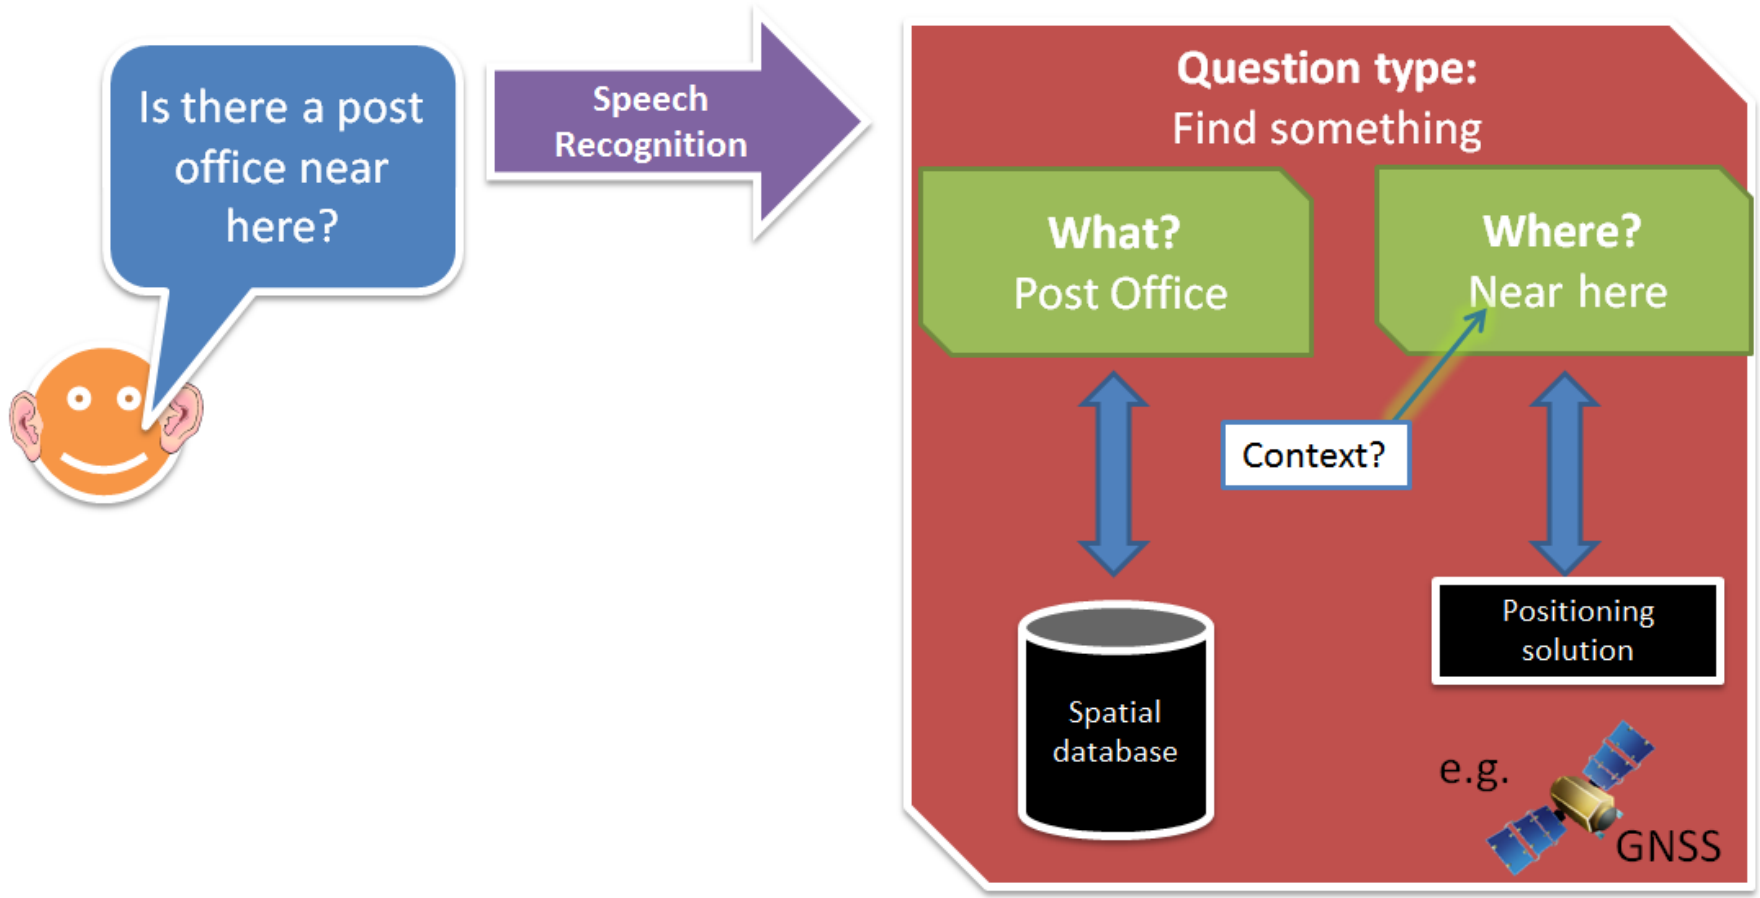 Is there a post
office near
here?
Speech
Recognition
Question type:
Find something
What?
Post Office
Where?
Near here
Context?
Spatial
database
Positioning
solution
e.g.
GNSS